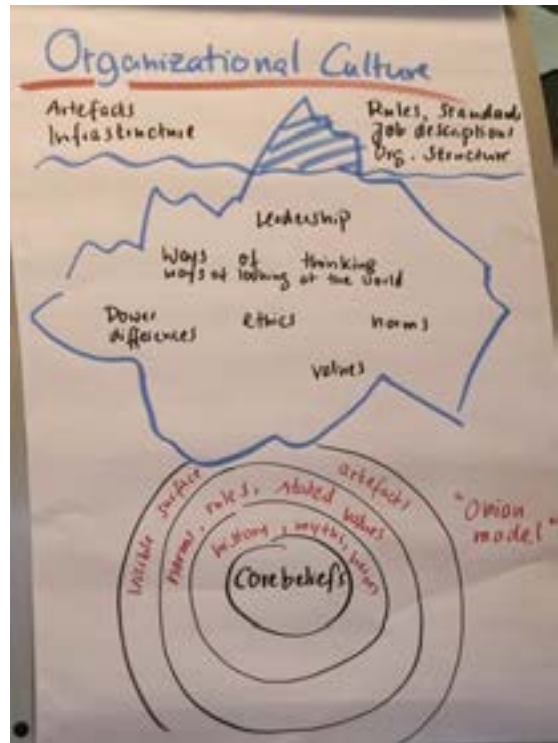 Organizational Culture
Artefacts
Infrastructure
Rules, Standards
Job descriptions
Org. Structure
Leadership
Ways of thinking
ways of looking at the world
Power
differences
ethics
norms
values
visible surface artefacts
norms, rules, stated values
history, myths, heroes
Core beliefs
"Onion
model"